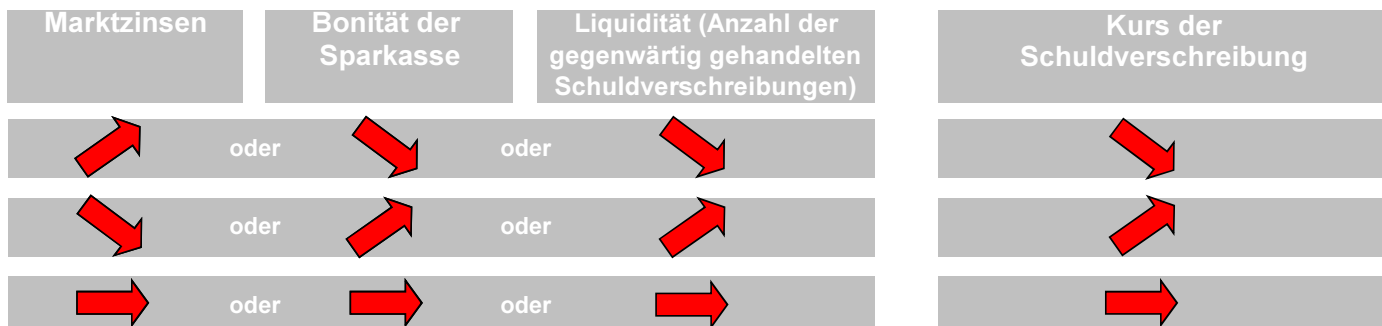 Marktzinsen
Bonität der
Sparkasse
Liquidität (Anzahl der
gegenwärtig gehandelten
Schuldverschreibungen)
Kurs der
Schuldverschreibung
oder oder
oder oder
oder oder